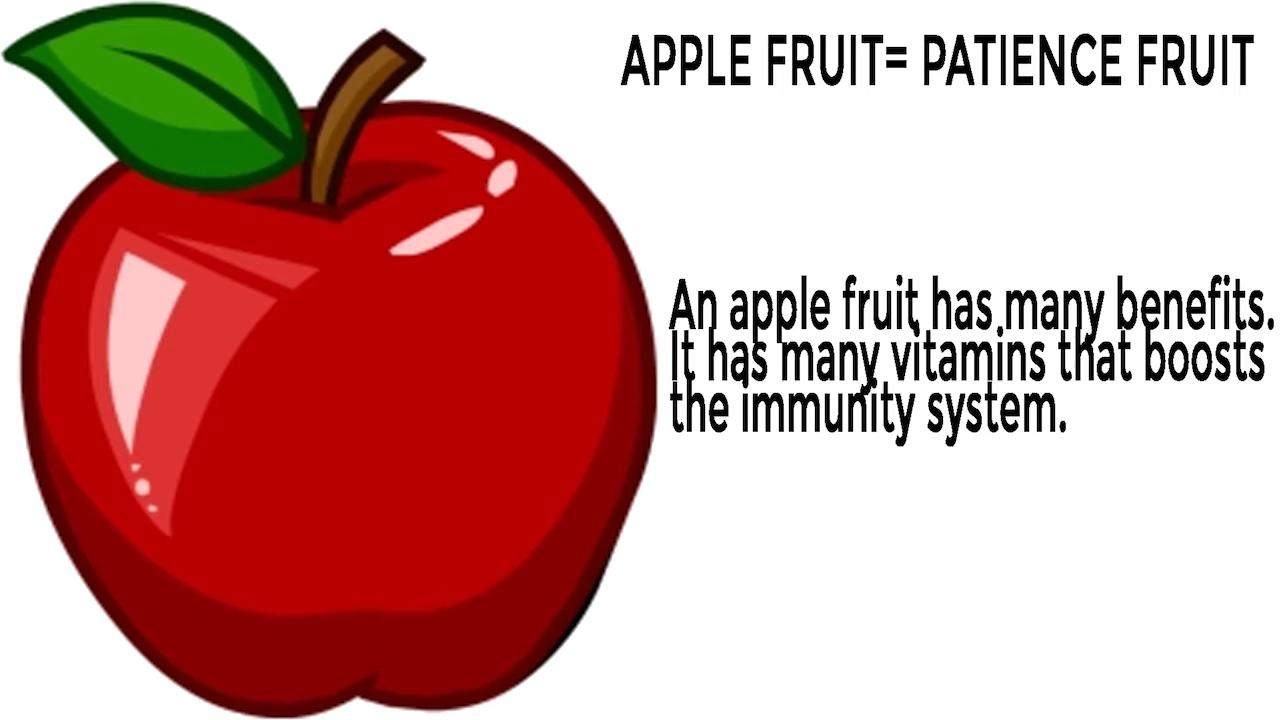 APPLE FRUIT= PATIENCE FRUIT
An apple fruit has many benefits.
It has many vitamins that boosts
the immunity system.